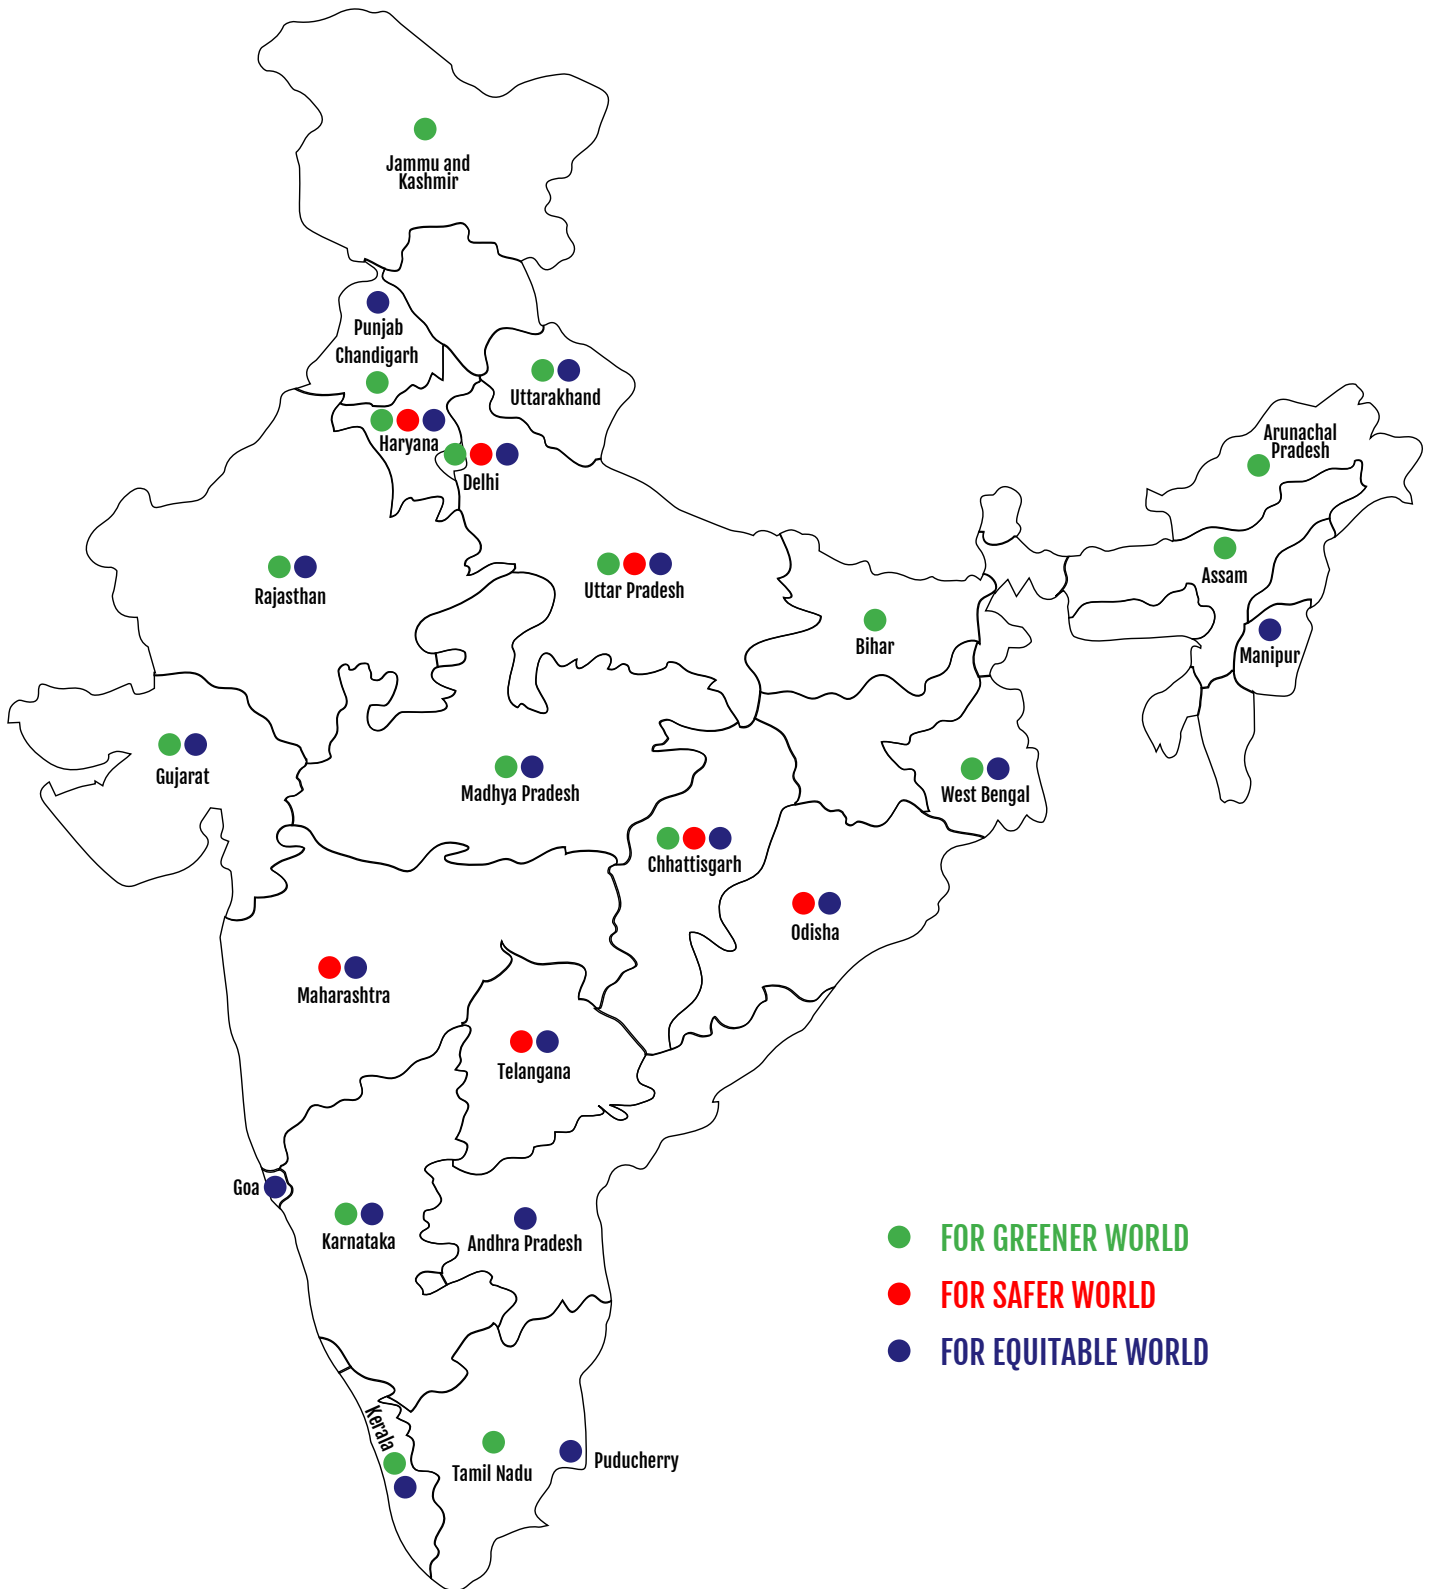 Jammu and
Kashmir
Punjab
Chandigarh
Uttarakhand
Haryana
Delhi
Arunachal
Pradesh
Rajasthan
Uttar Pradesh
Assam
Bihar
Manipur
Gujarat
Madhya Pradesh
West Bengal
Chhattisgarh
Odisha
Maharashtra
Telangana
Goa
Karnataka
Andhra Pradesh
Kerala
Tamil Nadu
Puducherry
FOR GREENER WORLD
FOR SAFER WORLD
FOR EQUITABLE WORLD